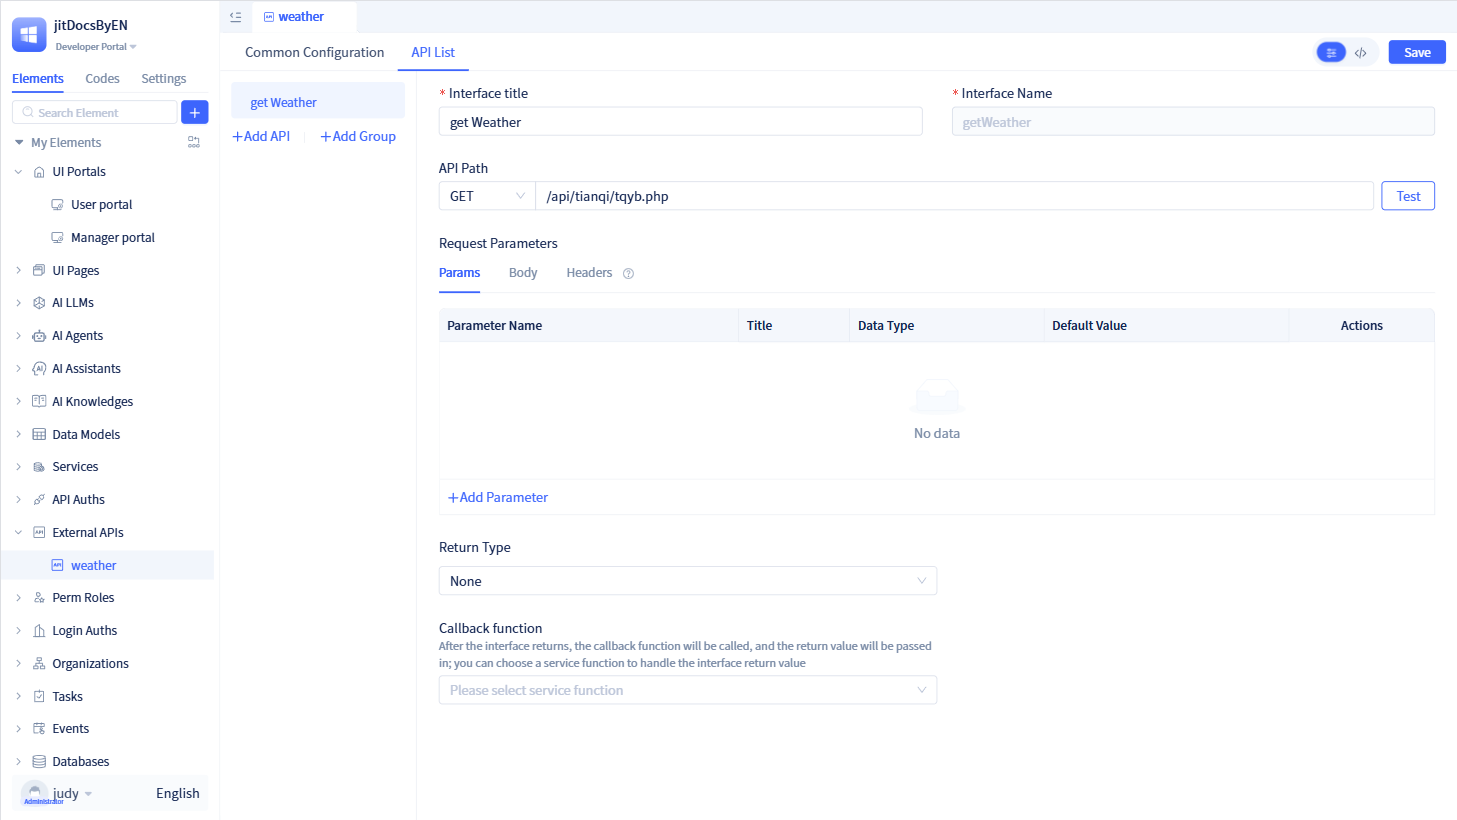 jitDocsByEN
Developer Portal
Elements
Codes
Settings
Search Element
My Elements
UI Portals
User portal
Manager portal
UI Pages
AI LLMs
AI Agents
AI Assistants
AI Knowledges
Data Models
Services
API Auths
External APIs
weather
Perm Roles
Login Auths
Organizations
Tasks
Events
Databases
judy
Administrator
English
weather
Common Configuration
API List
Save
get Weather
+Add API
+Add Group
* Interface title
get Weather
* Interface Name
getWeather
API Path
GET
/api/tianqi/tqyb.php
Test
Request Parameters
Params
Body
Headers
Parameter Name
Title
Data Type
Default Value
Actions
No data
+Add Parameter
Return Type
None
Callback function
After the interface returns, the callback function will be called, and the return value will be passed
in; you can choose a service function to handle the interface return value
Please select service function